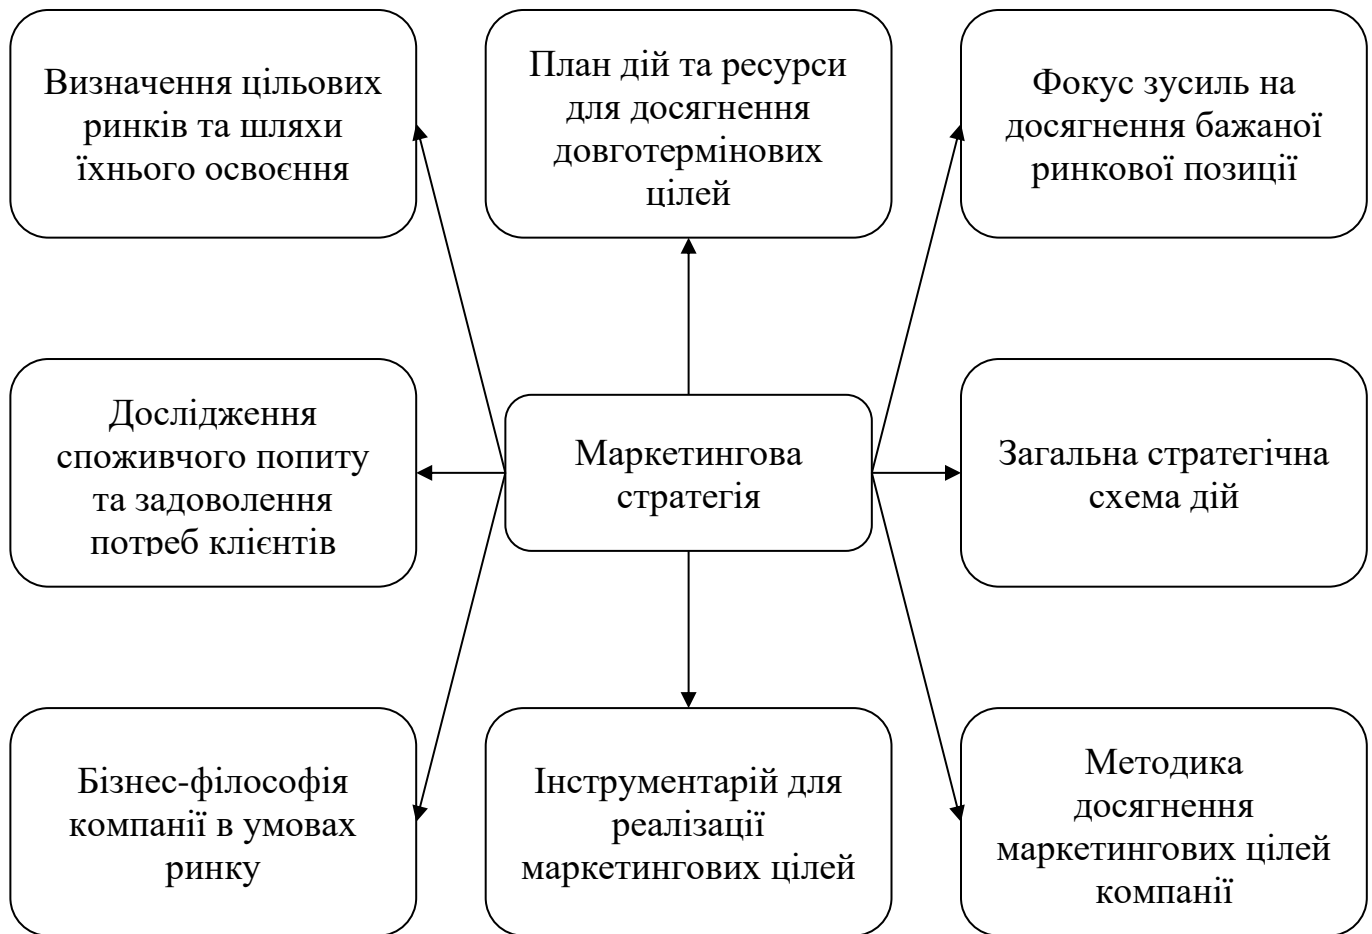 Визначення цільових
ринків та шляхи
їхнього освоєння
План дій та ресурси
для досягнення
довготермінових
цілей
Фокус зусиль на
досягнення бажаної
ринкової позиції
Дослідження
споживчого попиту
та задоволення
потреб клієнтів
Маркетингова
стратегія
Загальна стратегічна
схема дій
Бізнес-філософія
компанії в умовах
ринку
Інструментарій для
реалізації
маркетингових цілей
Методика
досягнення
маркетингових цілей
компанії